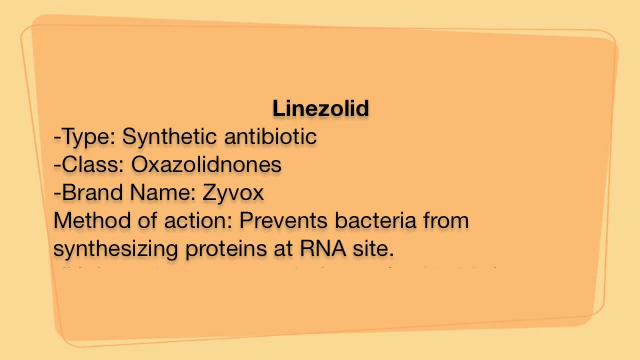 Linezolid
-Type: Synthetic antibiotic
-Class: Oxazolidnones
-Brand Name: Zyvox
Method of action: Prevents bacteria from
synthesizing proteins at RNA site.